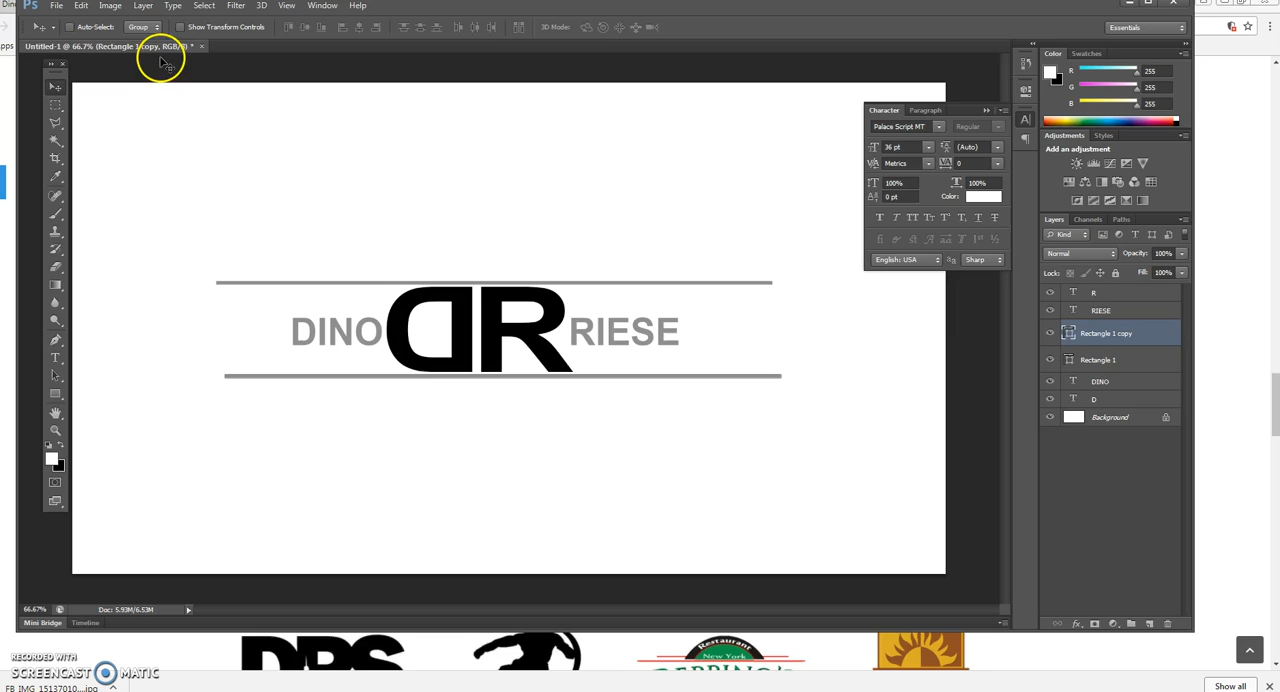 Ps File Edit Image Layer Type Select Filter 3D View Window Help
Auto-Select: Group Show Transform Controls 3D Mode: Essentials
Untitled-1 @ 66.7% (Rectangle 1 copy, RGB/8) * ×
Color Swatches
R 255
G 255
B 255
Character Paragraph
Palace Script MT Regular
36 pt (Auto)
Metrics 0
100% 100%
0 pt Color:
English: USA Sharp
Adjustments Styles
Add an adjustment
Layers Channels Paths
Kind
Normal Opacity: 100%
Lock: Fill: 100%
R
RIESE
Rectangle 1 copy
Rectangle 1
DINO
D
Background
DINO DR RIESE
66.67% Doc: 5.93M/6.53M
Mini Bridge Timeline
New York
RECORDED WITH
SCREENCAST MATIC
FB_IMG_15137010....jpg
Show all